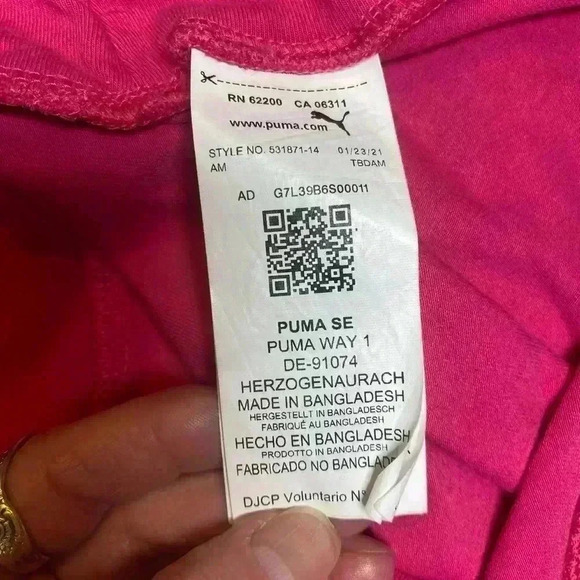 RN 62200 CA 06311
www.puma.com
STYLE NO. 531871-14 01/23/21
AM TBDAM
AD G7L39B6S00011
PUMA SE
PUMA WAY 1
DE-91074
HERZOGENAURACH
MADE IN BANGLADESH
HERGESTELLT IN BANGLADESCH
FABRIQUÉ AU BANGLADESH
HECHO EN BANGLADESH
PRODOTTO IN BANGLADESH
FABRICADO NO
DJCP Voluntario